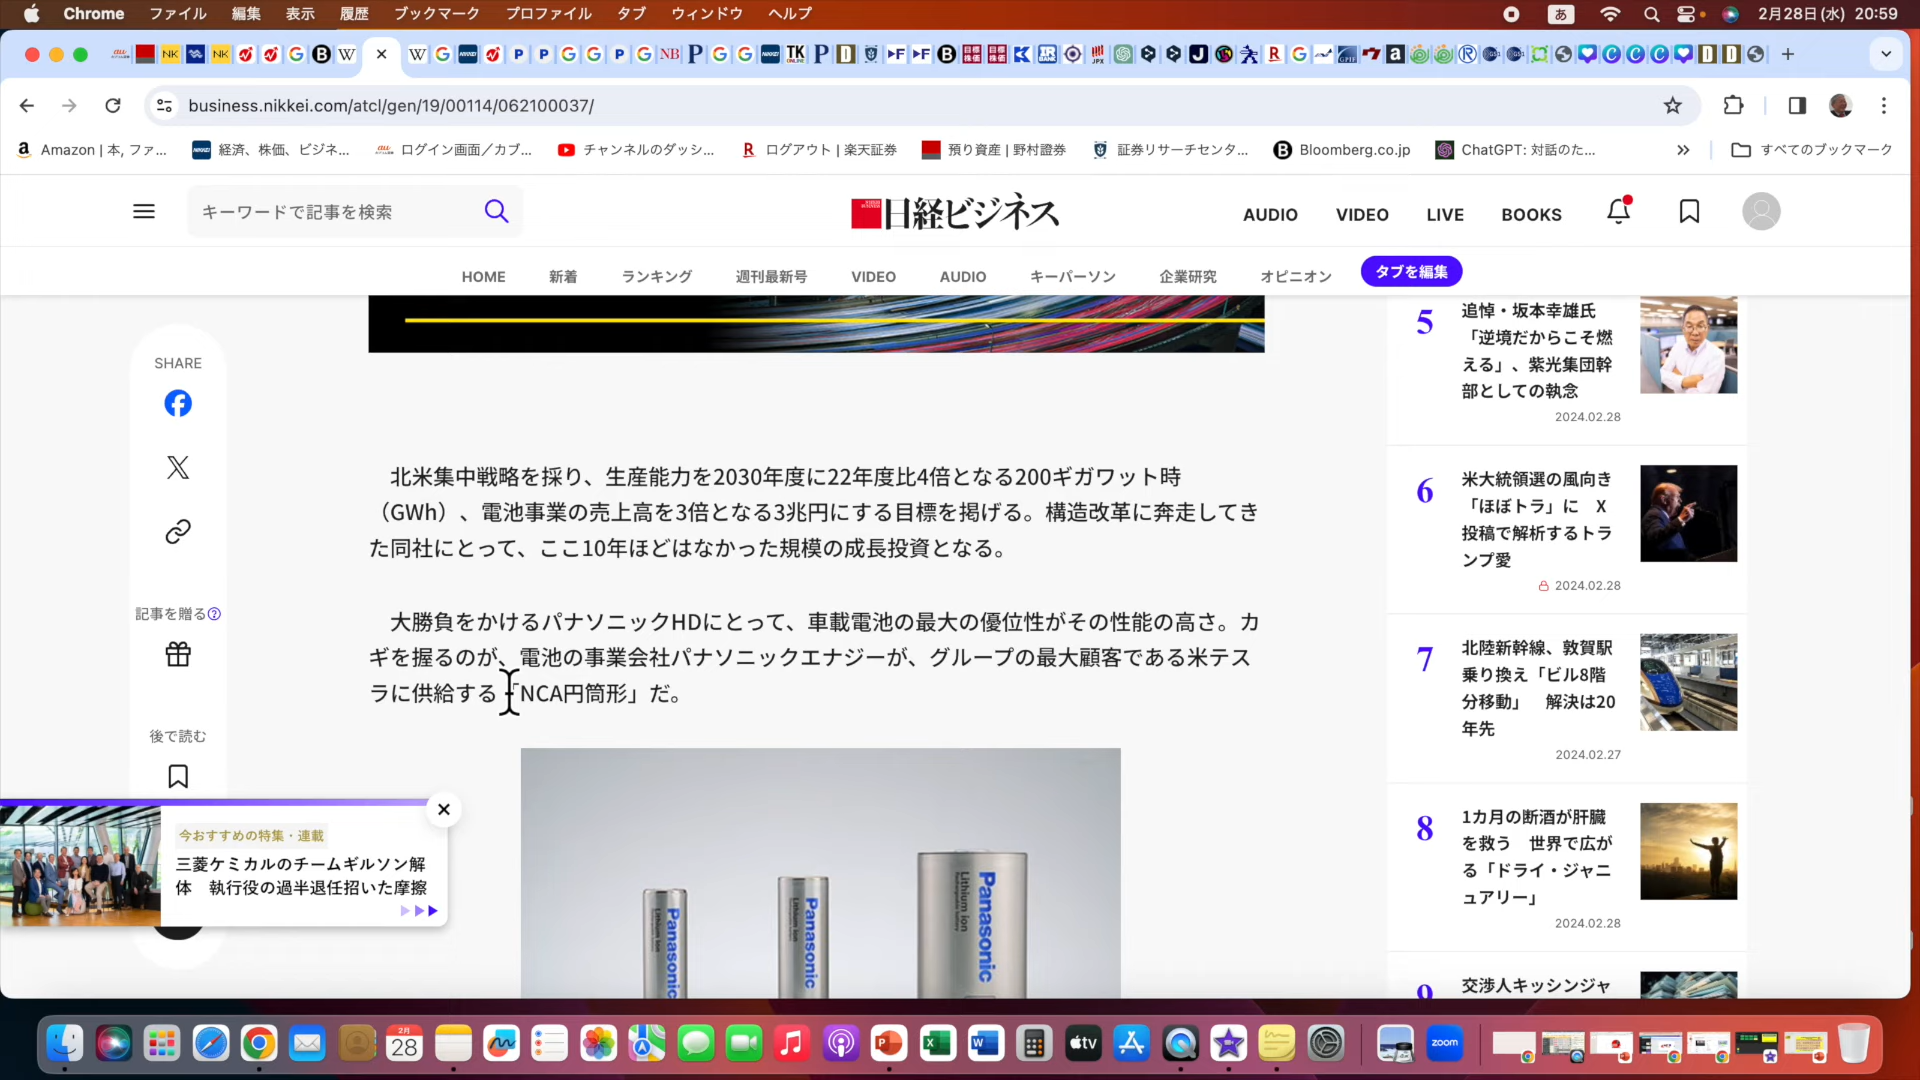 Chrome ファイル 編集 表示 履歴 ブックマーク プロファイル タブ ウィンドウ ヘルプ
あ 2月28日(水) 20:59
business.nikkei.com/atcl/gen/19/00114/062100037/
Amazon | 本, ファ... 経済、株価、ビジネ... ログイン画面／カブ... チャンネルのダッシ... ログアウト | 楽天証券 預り資産 | 野村證券 証券リサーチセンタ... Bloomberg.co.jp ChatGPT: 対話のた... » すべてのブックマーク
キーワードで記事を検索
日経ビジネス
AUDIO VIDEO LIVE BOOKS
HOME 新着 ランキング 週刊最新号 VIDEO AUDIO キーパーソン 企業研究 オピニオン タブを編集
SHARE
記事を贈る?
後で読む
北米集中戦略を採り、生産能力を2030年度に22年度比4倍となる200ギガワット時
（GWh）、電池事業の売上高を3倍となる3兆円にする目標を掲げる。構造改革に奔走してき
た同社にとって、ここ10年ほどはなかった規模の成長投資となる。
大勝負をかけるパナソニックHDにとって、車載電池の最大の優位性がその性能の高さ。カ
ギを握るのが、電池の事業会社パナソニックエナジーが、グループの最大顧客である米テス
ラに供給する「NCA円筒形」だ。
Panasonic
Lithium ion
Panasonic
Lithium ion
Panasonic
Lithium ion
今おすすめの特集・連載
三菱ケミカルのチームギルソン解
体　執行役の過半退任招いた摩擦
5
追悼・坂本幸雄氏
「逆境だからこそ燃
える」、紫光集団幹
部としての執念
2024.02.28
6
米大統領選の風向き
「ほぼトラ」に　X
投稿で解析するトラ
ンプ愛
2024.02.28
7
北陸新幹線、敦賀駅
乗り換え「ビル8階
分移動」　解決は20
年先
2024.02.27
8
1カ月の断酒が肝臓
を救う　世界で広が
る「ドライ・ジャニ
ュアリー」
2024.02.28
9
交渉人キッシンジャ
2月
28
tv
zoom